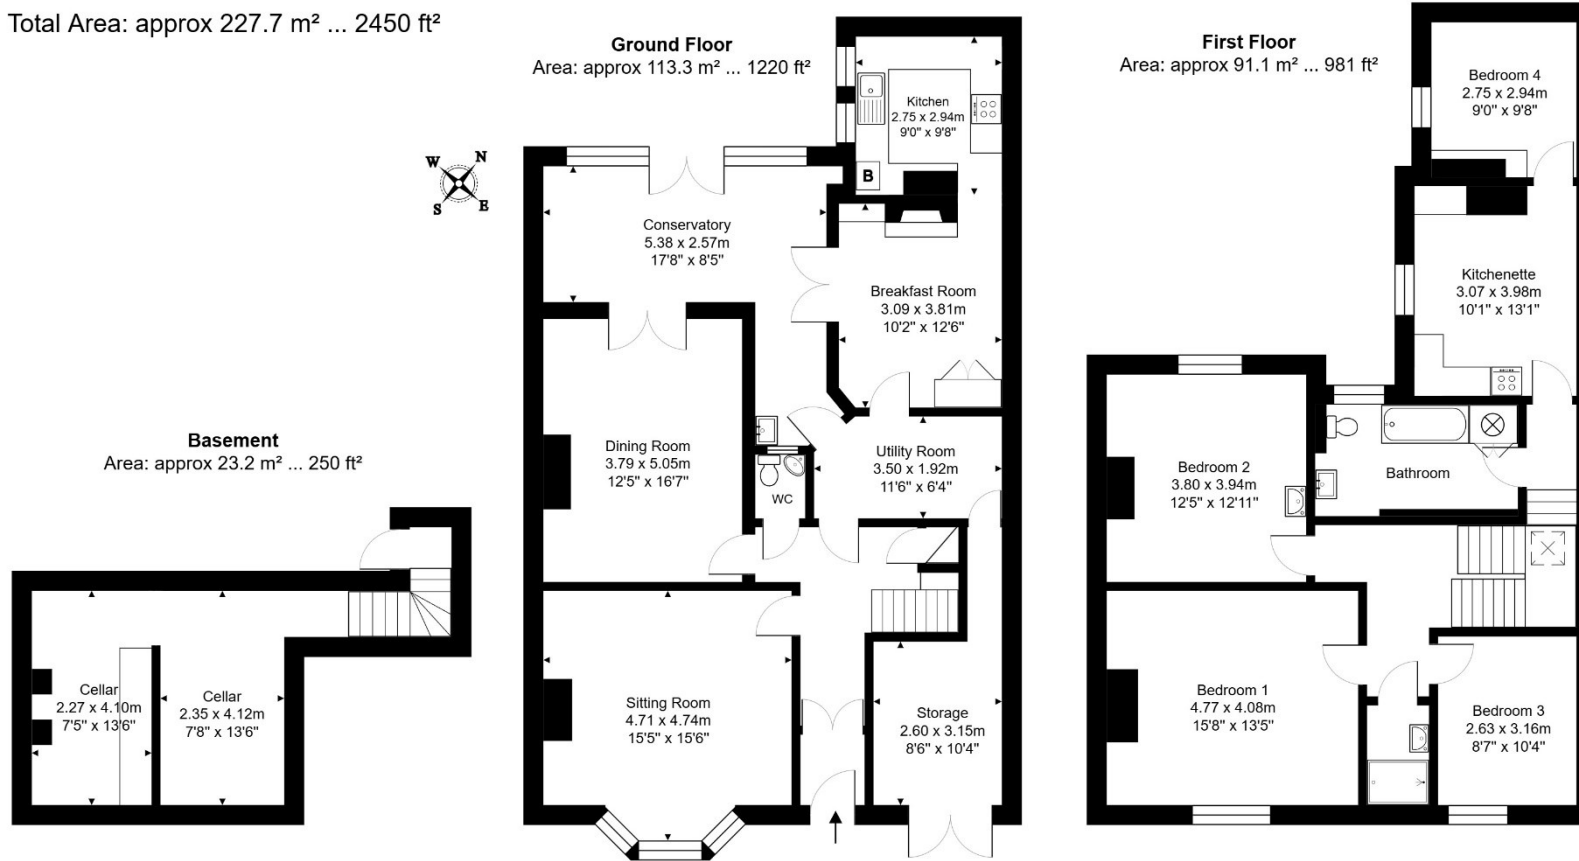 Total Area: approx 227.7 m² ... 2450 ft²
Basement
Area: approx 23.2 m² ... 250 ft²
Cellar
2.27 x 4.10m
7'5" x 13'6"
Cellar
2.35 x 4.12m
7'8" x 13'6"
W
N
S
E
Ground Floor
Area: approx 113.3 m² ... 1220 ft²
Kitchen
2.75 x 2.94m
9'0" x 9'8"
B
Conservatory
5.38 x 2.57m
17'8" x 8'5"
Breakfast Room
3.09 x 3.81m
10'2" x 12'6"
Dining Room
3.79 x 5.05m
12'5" x 16'7"
Utility Room
3.50 x 1.92m
11'6" x 6'4"
WC
Sitting Room
4.71 x 4.74m
15'5" x 15'6"
Storage
2.60 x 3.15m
8'6" x 10'4"
First Floor
Area: approx 91.1 m² ... 981 ft²
Bedroom 4
2.75 x 2.94m
9'0" x 9'8"
Kitchenette
3.07 x 3.98m
10'1" x 13'1"
Bedroom 2
3.80 x 3.94m
12'5" x 12'11"
Bathroom
Bedroom 1
4.77 x 4.08m
15'8" x 13'5"
Bedroom 3
2.63 x 3.16m
8'7" x 10'4"